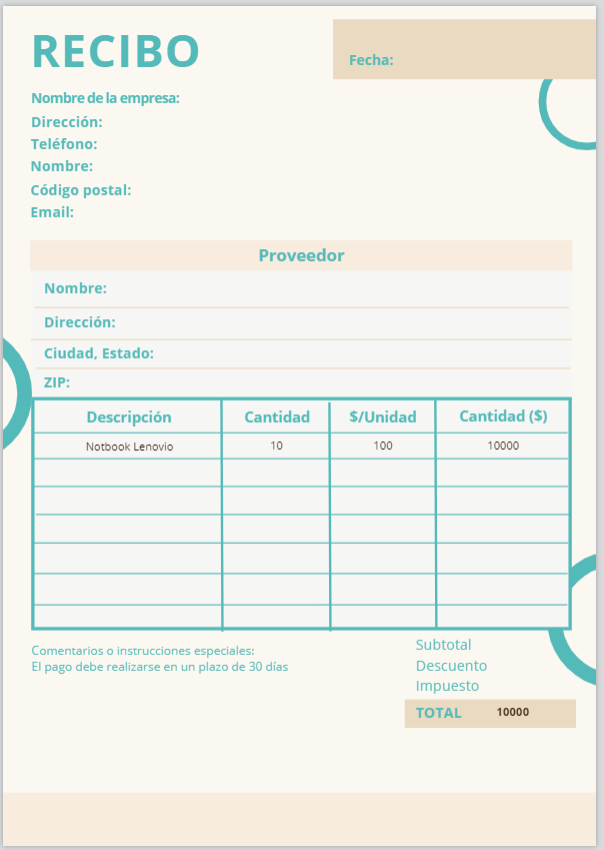 RECIBO
Fecha:
Nombre de la empresa:
Dirección:
Teléfono:
Nombre:
Código postal:
Email:
Proveedor
Nombre:
Dirección:
Ciudad, Estado:
ZIP:
Descripción Cantidad $/Unidad Cantidad ($)
Notbook Lenovio 10 100 10000
Comentarios o instrucciones especiales:
El pago debe realizarse en un plazo de 30 días
Subtotal
Descuento
Impuesto
TOTAL 10000